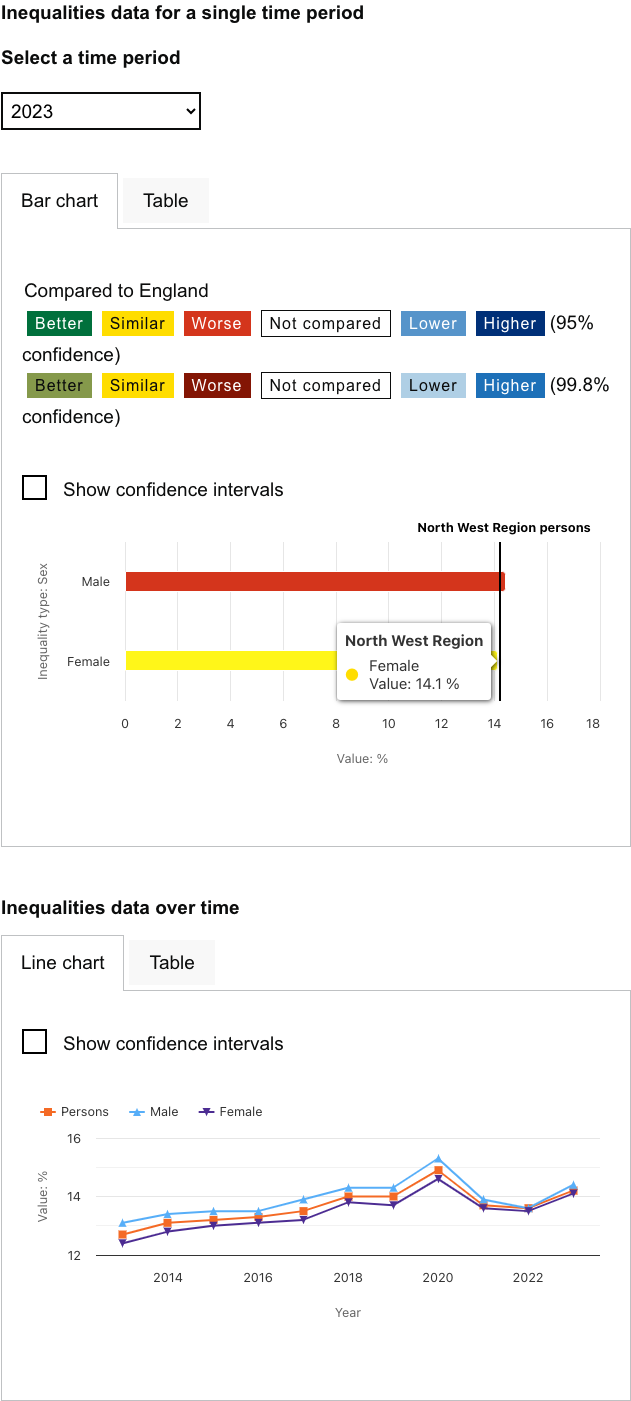 Inequalities data for a single time period
Select a time period
2023
Bar chart Table
Compared to England
Better Similar Worse Not compared Lower Higher (95%
confidence)
Better Similar Worse Not compared Lower Higher (99.8%
confidence)
Show confidence intervals
North West Region persons
Inequality type: Sex
Male
Female
North West Region
Female
Value: 14.1 %
0 2 4 6 8 10 12 14 16 18
Value: %
Inequalities data over time
Line chart Table
Show confidence intervals
Persons Male Female
Value: %
16
14
12
2014 2016 2018 2020 2022
Year